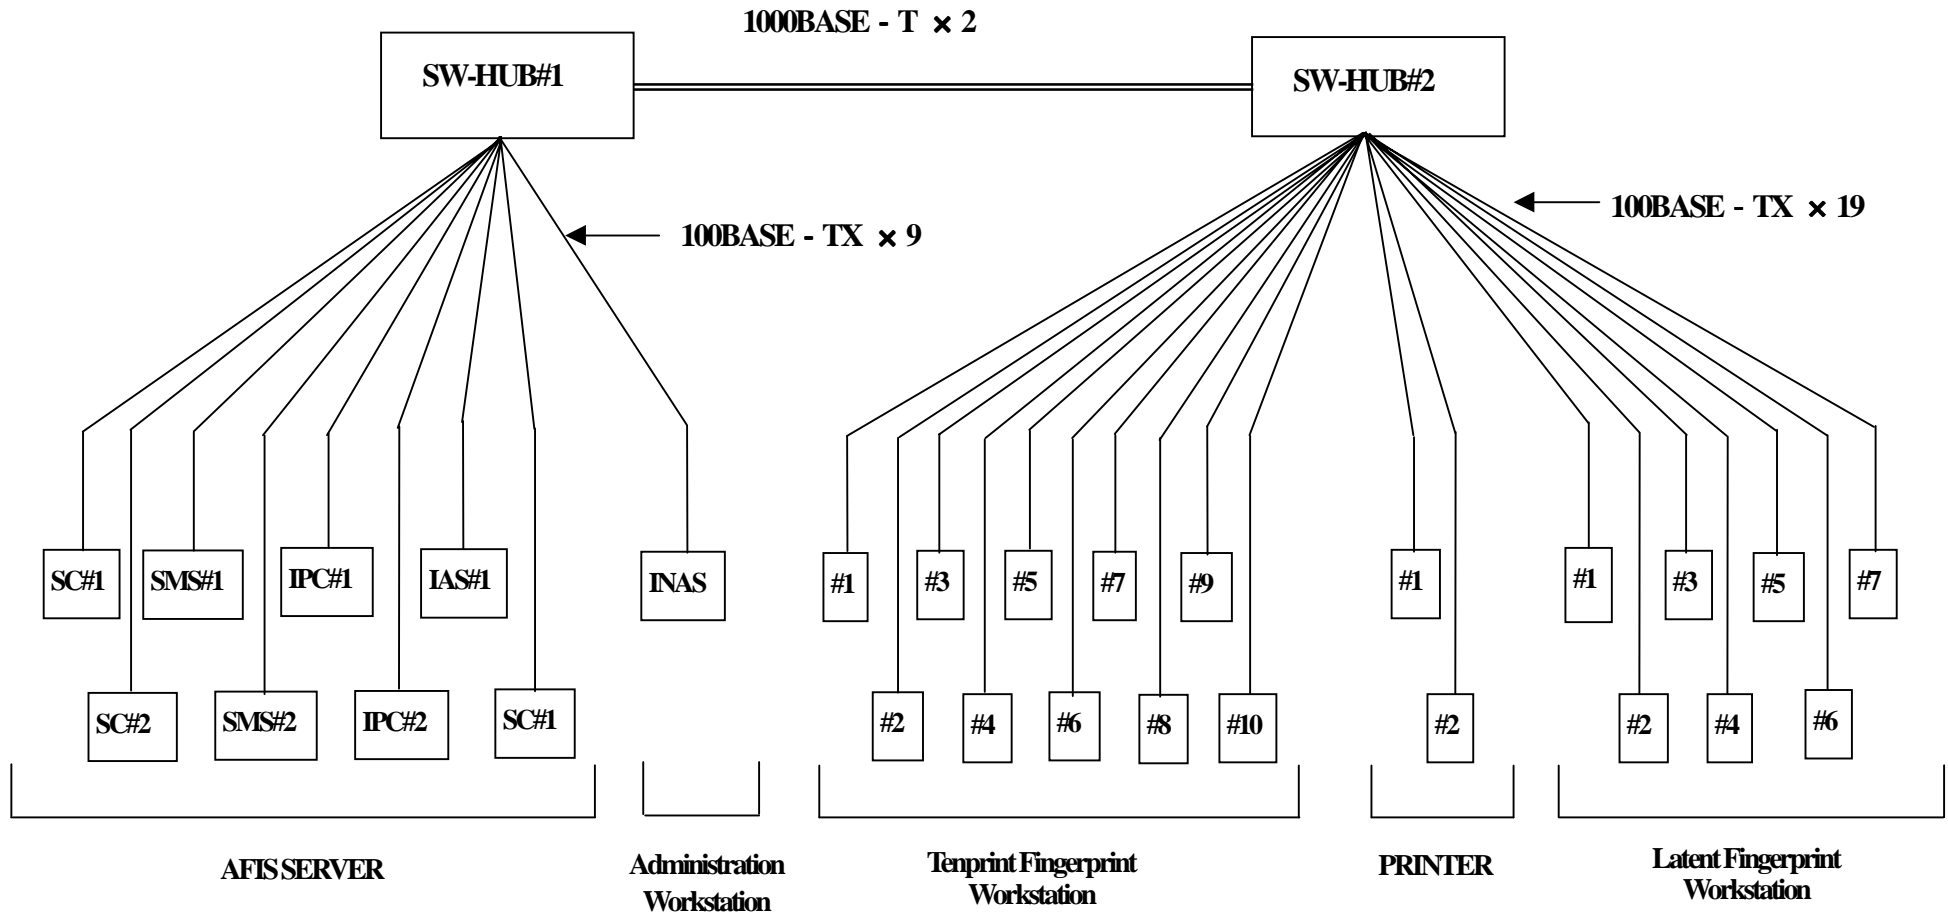 1000BASE - T × 2
SW-HUB#1
SW-HUB#2
100BASE - TX × 9
100BASE - TX × 19
SC#1
SMS#1
IPC#1
IAS#1
INAS
#1
#3
#5
#7
#9
#1
#1
#3
#5
#7
SC#2
SMS#2
IPC#2
SC#1
#2
#4
#6
#8
#10
#2
#2
#4
#6
AFIS SERVER
Administration
Workstation
Tenprint Fingerprint
Workstation
PRINTER
Latent Fingerprint
Workstation